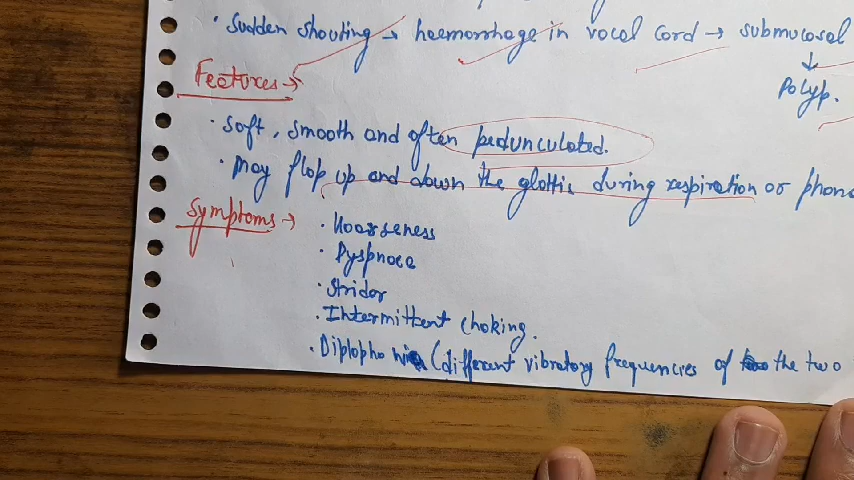 · Sudden shouting → haemorrhage in vocal cord → submucosal
↓
Polyp.
Features →
· Soft, smooth and often pedunculated.
· May flop up and down the glottis during respiration or phona
Symptoms →
· Hoarseness
· Dyspnoea
· Stridor
· Intermittent choking.
· Diplophonia (different vibratory frequencies of the two